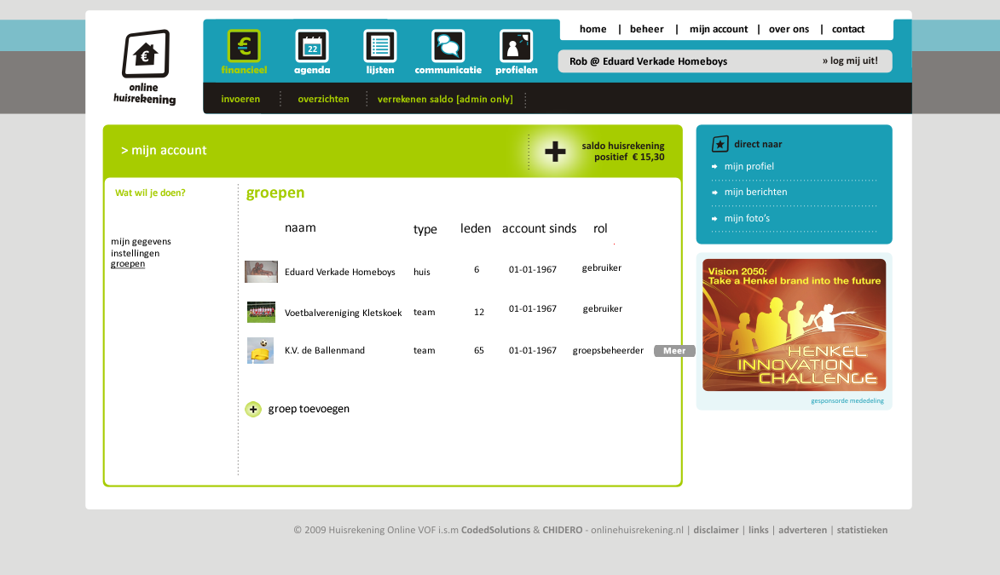 home | beheer | mijn account | over ons | contact
online
huisrekening
€
€
22
financieel agenda lijsten communicatie profielen
Rob @ Eduard Verkade Homeboys » log mij uit!
invoeren overzichten verrekenen saldo [admin only]
> mijn account
saldo huisrekening
positief € 15,30
Wat wil je doen?
mijn gegevens
instellingen
groepen
groepen
naam type leden account sinds rol
Eduard Verkade Homeboys huis 6 01-01-1967 gebruiker
Voetbalvereniging Kletskoek team 12 01-01-1967 gebruiker
K.V. de Ballenmand team 65 01-01-1967 groepsbeheerder Meer
groep toevoegen
direct naar
mijn profiel
mijn berichten
mijn foto's
Vision 2050:
Take a Henkel brand into the future
HENKEL
INNOVATION
CHALLENGE
gesponsorde mededeling
© 2009 Huisrekening Online VOF i.s.m CodedSolutions & CHIDERO - onlinehuisrekening.nl | disclaimer | links | adverteren | statistieken